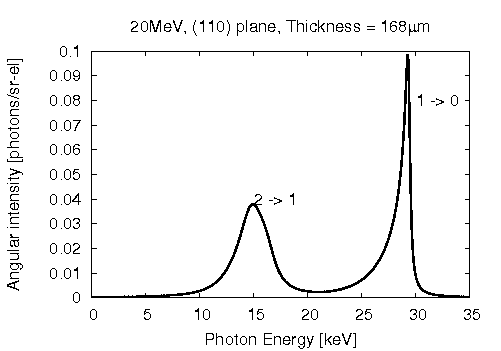 20MeV, (110) plane, Thickness = 168μm
Angular intensity [photons/sr-el]
0.1
0.09
0.08
0.07
0.06
0.05
0.04
0.03
0.02
0.01
0
1 -> 0
2 -> 1
0 5 10 15 20 25 30 35
Photon Energy [keV]